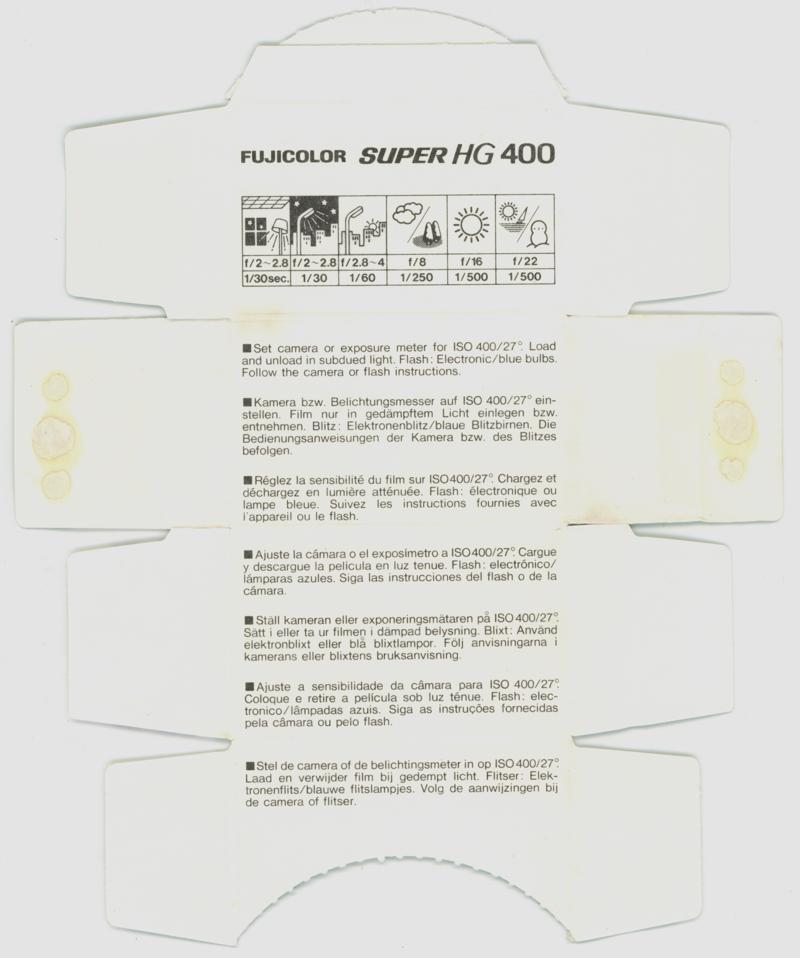 FUJICOLOR SUPER HG 400
f/2~2.8 f/2~2.8 f/2.8~4 f/8 f/16 f/22
1/30sec. 1/30 1/60 1/250 1/500 1/500
■Set camera or exposure meter for ISO 400/27°. Load
and unload in subdued light. Flash: Electronic/blue bulbs.
Follow the camera or flash instructions.
■Kamera bzw. Belichtungsmesser auf ISO 400/27° ein-
stellen. Film nur in gedämpftem Licht einlegen bzw.
entnehmen. Blitz: Elektronenblitz/blaue Blitzbirnen. Die
Bedienungsanweisungen der Kamera bzw. des Blitzes
befolgen.
■Réglez la sensibilité du film sur ISO400/27°. Chargez et
déchargez en lumière atténuée. Flash: électronique ou
lampe bleue. Suivez les instructions fournies avec
l'appareil ou le flash.
■Ajuste la cámara o el exposímetro a ISO400/27°. Cargue
y descargue la película en luz tenue. Flash: electrónico/
lámparas azules. Siga las instrucciones del flash o de la
cámara.
■Ställ kameran eller exponeringsmätaren på ISO400/27°.
Sätt i eller ta ur filmen i dämpad belysning. Blixt: Använd
elektronblixt eller blå blixtlampor. Följ anvisningarna i
kamerans eller blixtens bruksanvisning.
■Ajuste a sensibilidade da câmara para ISO 400/27°.
Coloque e retire a película sob luz ténue. Flash: elec-
tronico/lâmpadas azuis. Siga as instruções fornecidas
pela câmara ou pelo flash.
■Stel de camera of de belichtingsmeter in op ISO400/27°.
Laad en verwijder film bij gedempt licht. Flitser: Elek-
tronenflits/blauwe flitslampjes. Volg de aanwijzingen bij
de camera of flitser.